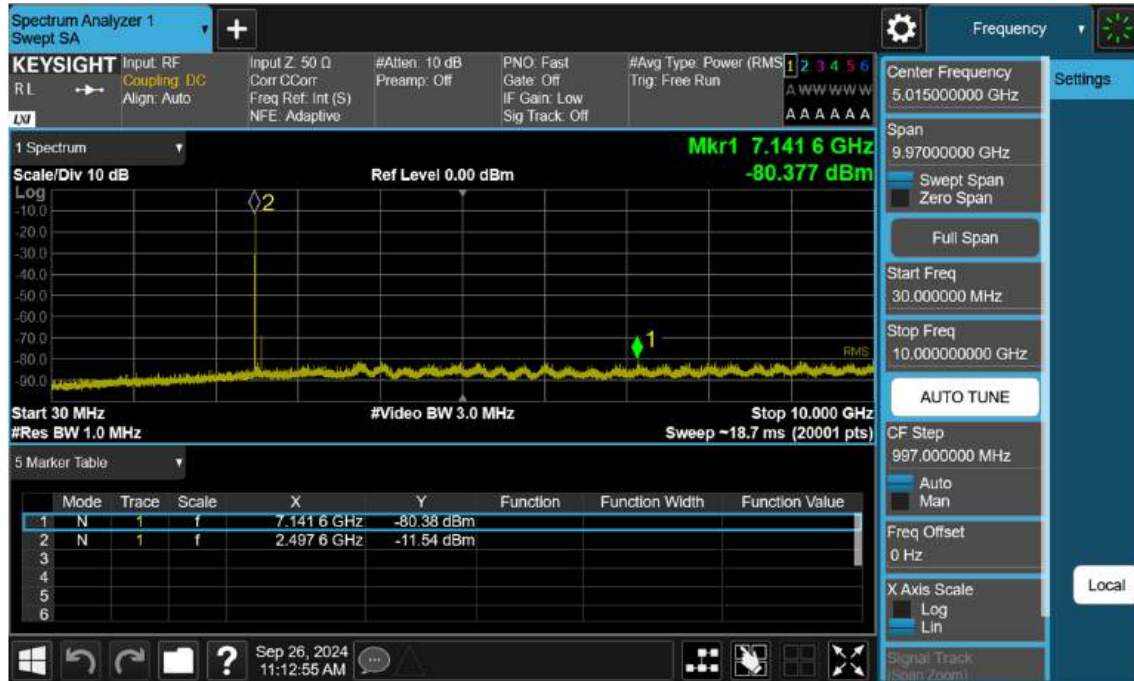 Spectrum Analyzer 1
Swept SA
+
Frequency
KEYSIGHT
RL
LXI
Input: RF
Coupling: DC
Align: Auto
Input Z: 50 Ω
Corr CCorr
Freq Ref: Int (S)
NFE: Adaptive
#Atten: 10 dB
Preamp: Off
PNO: Fast
Gate: Off
IF Gain: Low
Sig Track: Off
#Avg Type: Power (RMS
Trig: Free Run
1 2 3 4 5 6
A W W W W W
A A A A A A
1 Spectrum
Scale/Div 10 dB
Ref Level 0.00 dBm
Mkr1 7.141 6 GHz
-80.377 dBm
Log
-10.0
-20.0
-30.0
-40.0
-50.0
-60.0
-70.0
-80.0
-90.0
2
1
RMS
Start 30 MHz
#Video BW 3.0 MHz
Stop 10.000 GHz
#Res BW 1.0 MHz
Sweep ~18.7 ms (20001 pts)
5 Marker Table
Mode Trace Scale X Y Function Function Width Function Value
1 N 1 f 7.141 6 GHz -80.38 dBm
2 N 1 f 2.497 6 GHz -11.54 dBm
3
4
5
6
Sep 26, 2024
11:12:55 AM
Center Frequency
5.015000000 GHz
Span
9.97000000 GHz
Swept Span
Zero Span
Full Span
Start Freq
30.000000 MHz
Stop Freq
10.000000000 GHz
AUTO TUNE
CF Step
997.000000 MHz
Auto
Man
Freq Offset
0 Hz
X Axis Scale
Log
Lin
Signal Track
(Span Zoom)
Settings
Local